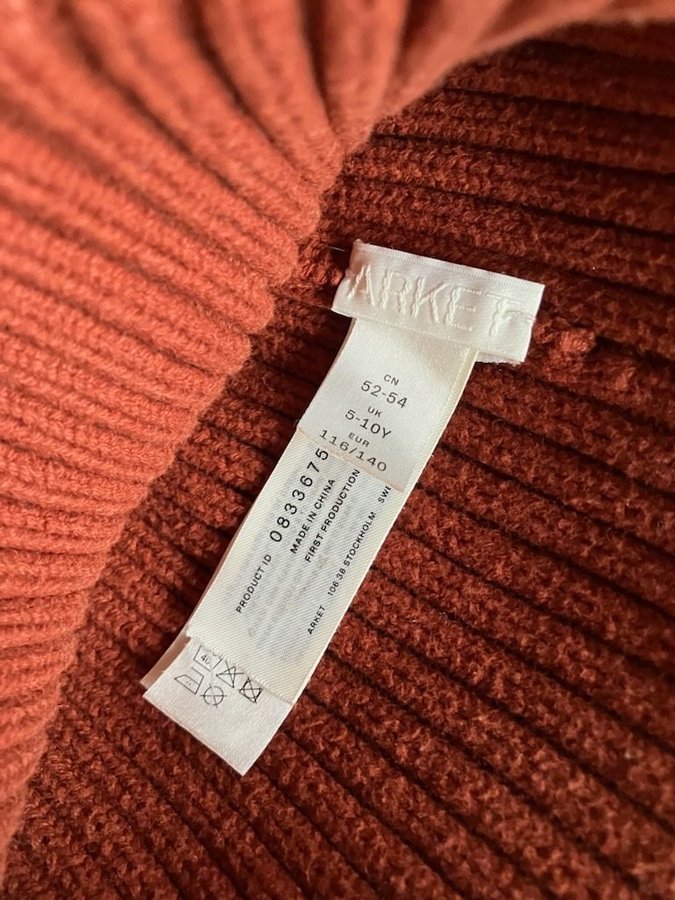 ARKET
CN
52-54
UK
5-10Y
EUR
116/140
PRODUCT ID 0833675
MADE IN CHINA
FIRST PRODUCTION
ARKET 106 38 STOCKHOLM SWE
40